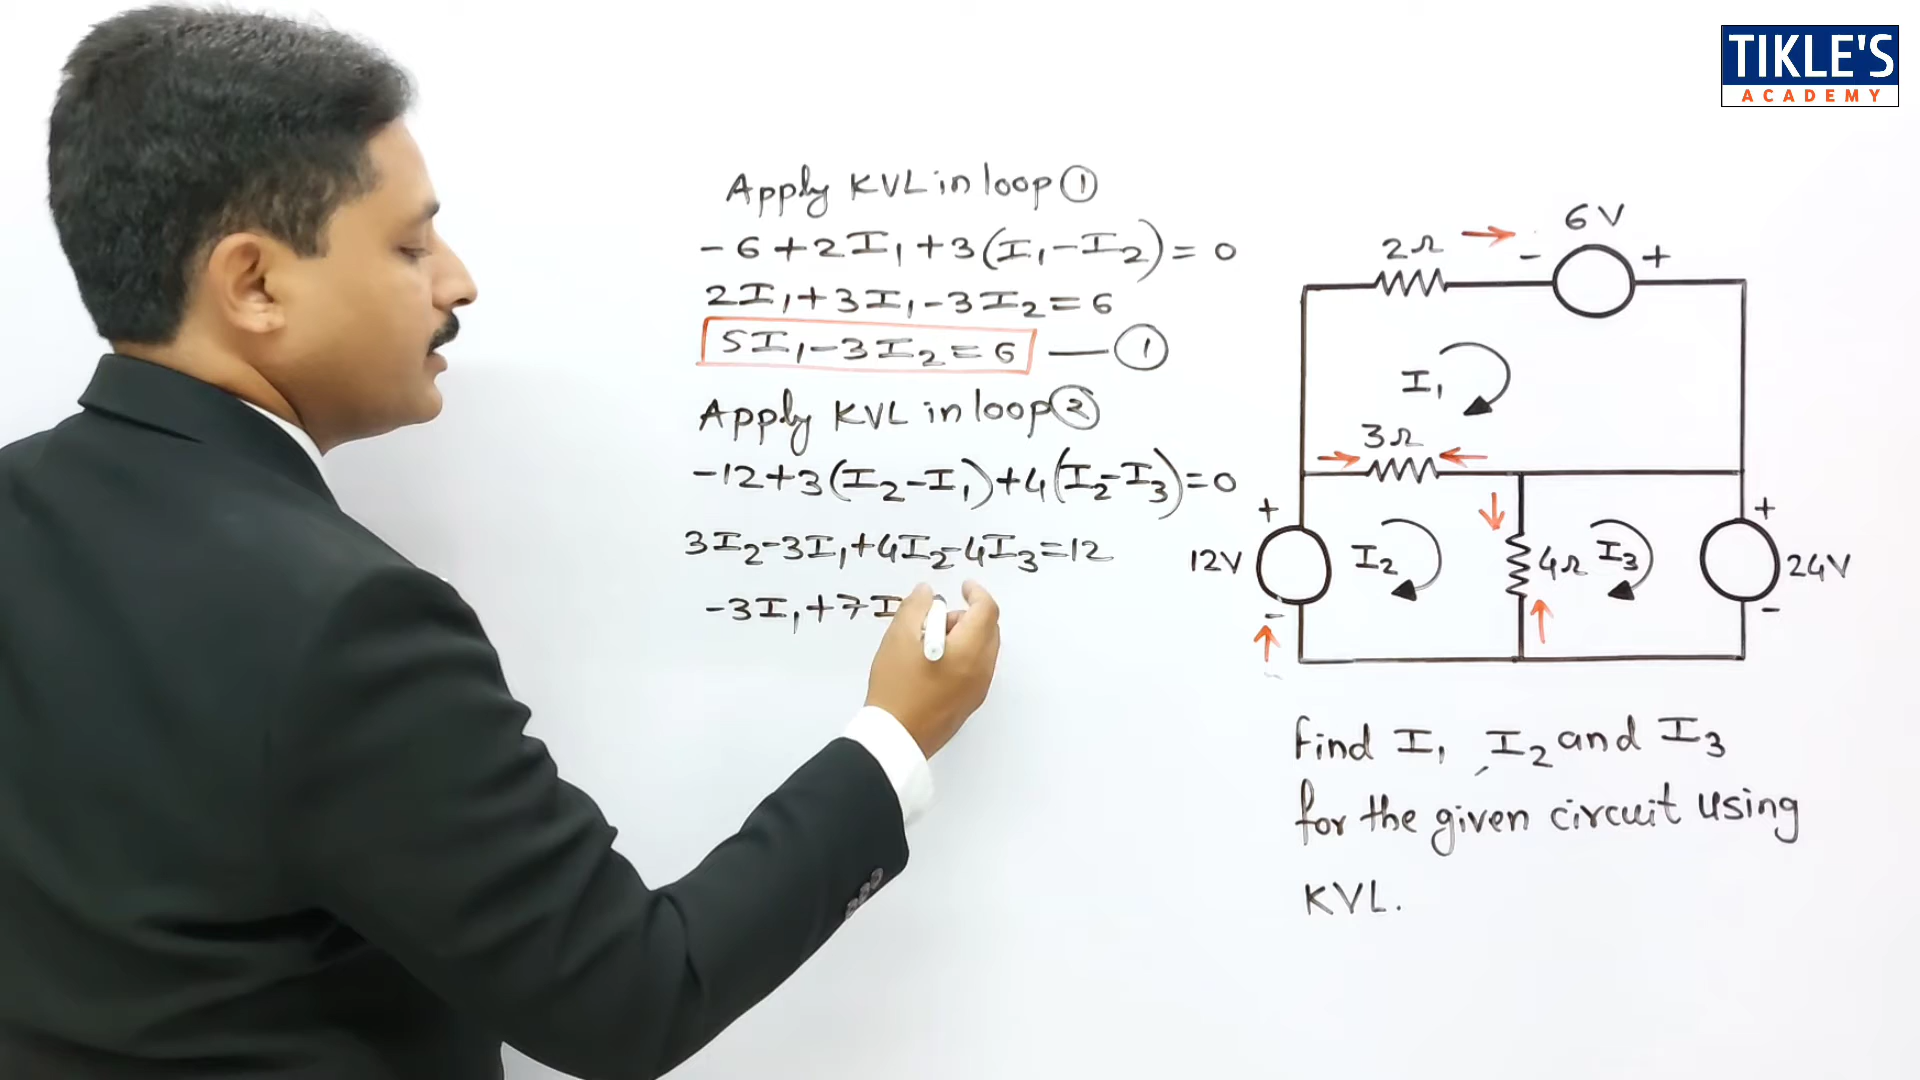 TIKLE'S
ACADEMY
Apply KVL in loop ①
-6+2I₁+3(I₁-I₂)=0
2I₁+3I₁-3I₂=6
5I₁-3I₂=6 — ①
Apply KVL in loop ②
-12+3(I₂-I₁)+4(I₂-I₃)=0
3I₂-3I₁+4I₂-4I₃=12
-3I₁+7I
6V
2Ω - +
I₁
3Ω
+ +
12V I₂ 4Ω I₃ 24V
- -
Find I₁, I₂ and I₃
for the given circuit using
KVL.